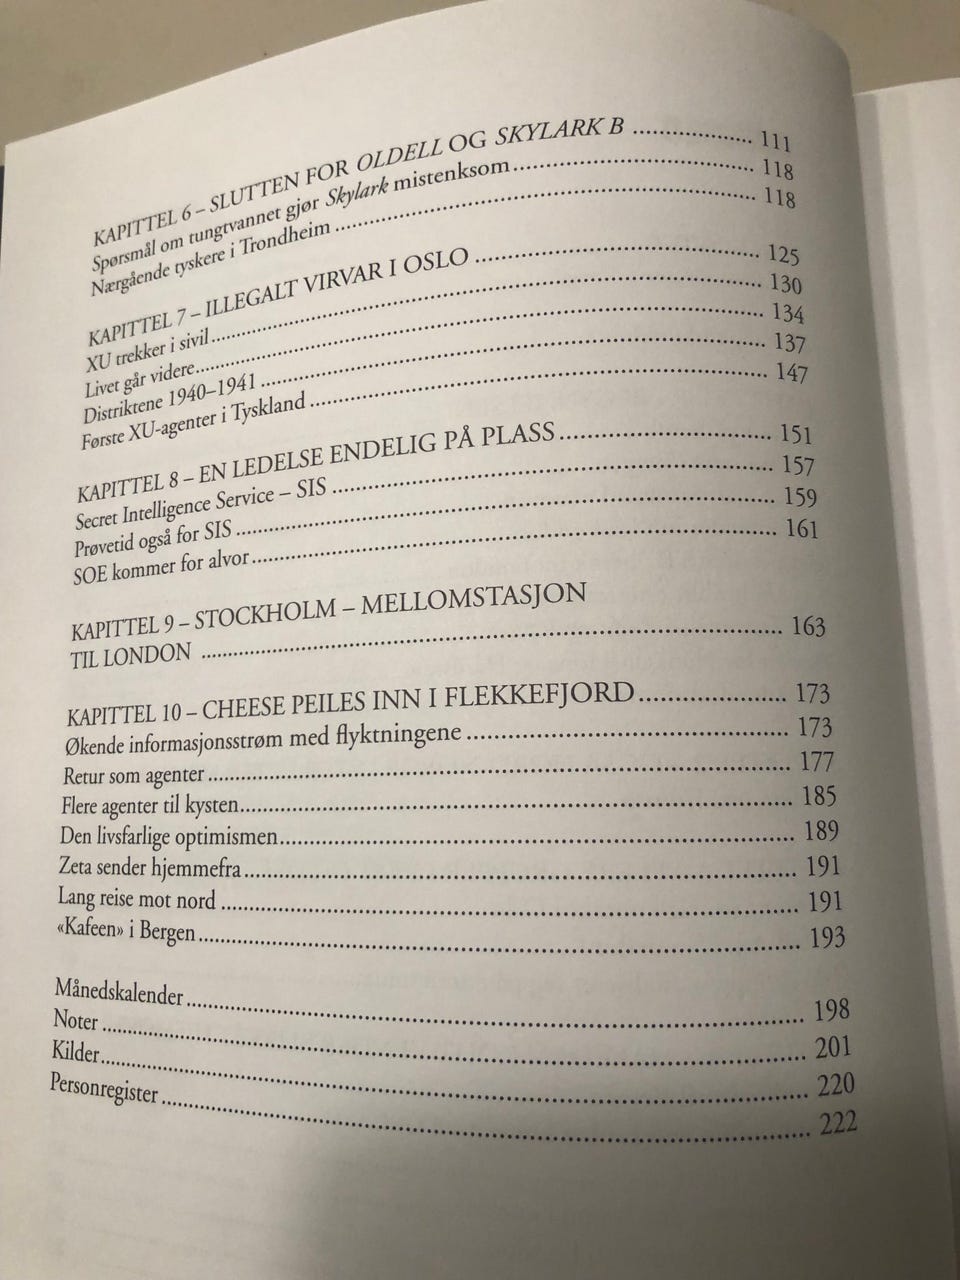 KAPITTEL 6 – SLUTTEN FOR OLDELL OG SKYLARK B ................... 111
Spørsmål om tungtvannet gjør Skylark mistenksom ................... 118
Nærgående tyskere i Trondheim ................... 118
KAPITTEL 7 – ILLEGALT VIRVAR I OSLO ................... 125
XU trekker i sivil ................... 130
Livet går videre ................... 134
Distriktene 1940–1941 ................... 137
Første XU-agenter i Tyskland ................... 147
KAPITTEL 8 – EN LEDELSE ENDELIG PÅ PLASS ................... 151
Secret Intelligence Service – SIS ................... 157
Prøvetid også for SIS ................... 159
SOE kommer for alvor ................... 161
KAPITTEL 9 – STOCKHOLM – MELLOMSTASJON
TIL LONDON ................... 163
KAPITTEL 10 – CHEESE PEILES INN I FLEKKEFJORD ................... 173
Økende informasjonsstrøm med flyktningene ................... 173
Retur som agenter ................... 177
Flere agenter til kysten ................... 185
Den livsfarlige optimismen ................... 189
Zeta sender hjemmefra ................... 191
Lang reise mot nord ................... 191
«Kafeen» i Bergen ................... 193
Månedskalender ................... 198
Noter ................... 201
Kilder ................... 220
Personregister ................... 222